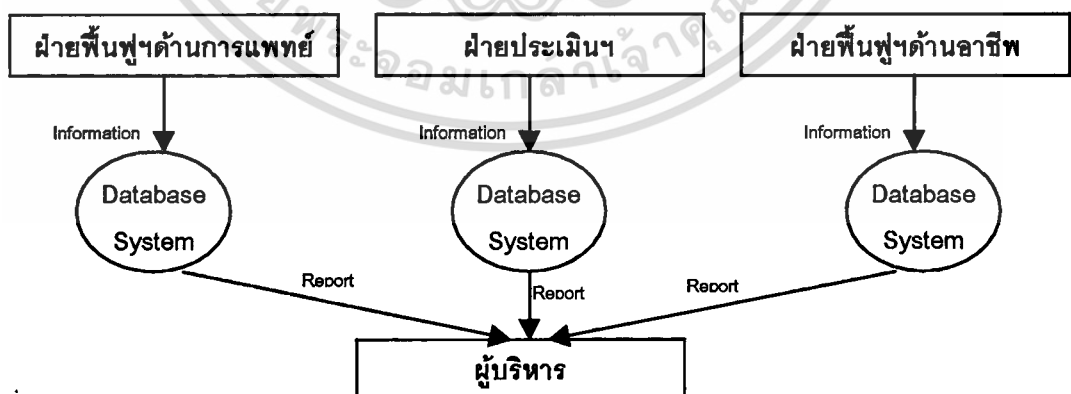 ฝ่ายฟื้นฟูฯด้านการแพทย์
ฝ่ายประเมินฯ
ฝ่ายฟื้นฟูฯด้านอาชีพ
Information
Information
Information
Database
System
Database
System
Database
System
Report
Report
Report
ผู้บริหาร